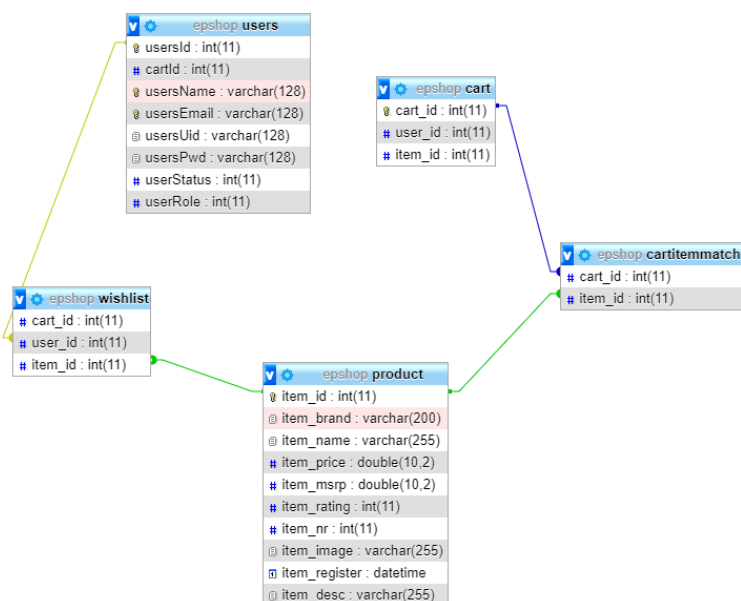 epshop users
usersId : int(11)
cartId : int(11)
usersName : varchar(128)
usersEmail : varchar(128)
usersUid : varchar(128)
usersPwd : varchar(128)
userStatus : int(11)
userRole : int(11)
epshop cart
cart_id : int(11)
user_id : int(11)
item_id : int(11)
epshop cartitemmatch
cart_id : int(11)
item_id : int(11)
epshop wishlist
cart_id : int(11)
user_id : int(11)
item_id : int(11)
epshop product
item_id : int(11)
item_brand : varchar(200)
item_name : varchar(255)
item_price : double(10,2)
item_msrp : double(10,2)
item_rating : int(11)
item_nr : int(11)
item_image : varchar(255)
item_register : datetime
item_desc : varchar(255)